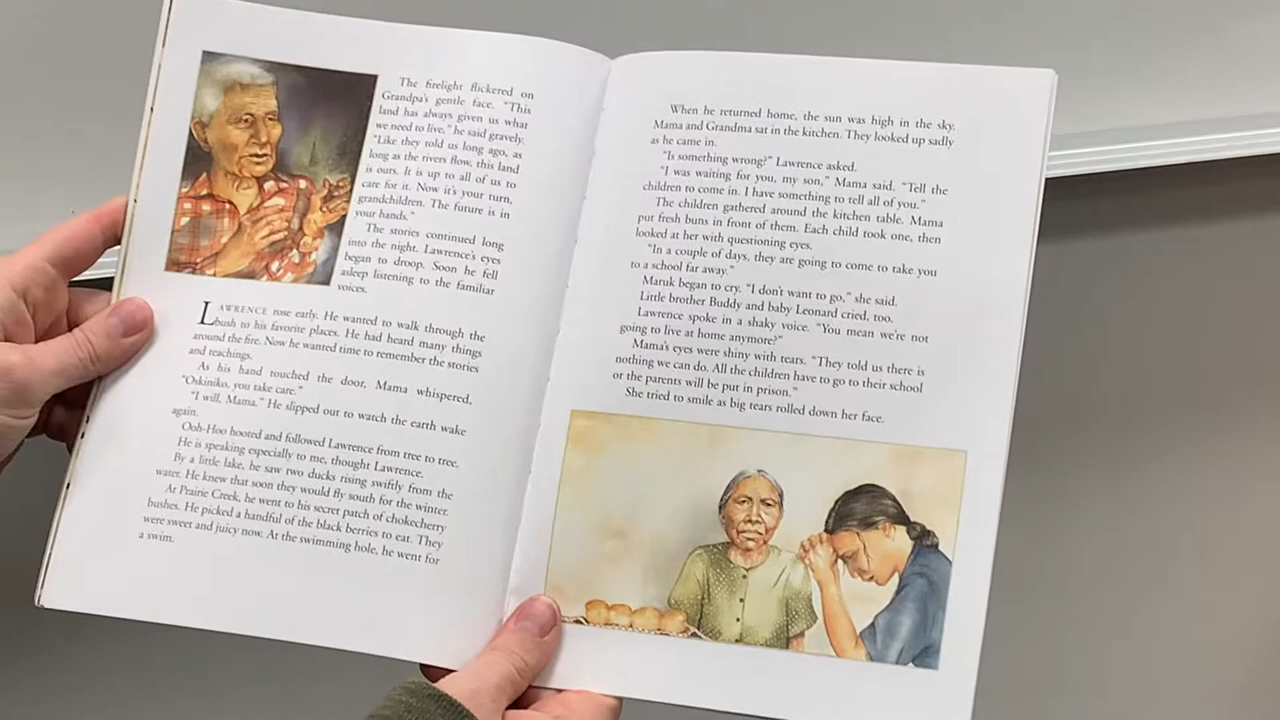 The firelight flickered on
Grandpa's gentle face. "This
land has always given us what
we need to live," he said gravely.
"Like they told us long ago, as
long as the rivers flow, this land
is ours. It is up to all of us to
care for it. Now it's your turn,
grandchildren. The future is in
your hands."
The stories continued long
into the night. Lawrence's eyes
began to droop. Soon he fell
asleep listening to the familiar
voices.
LAWRENCE rose early. He wanted to walk through the
bush to his favorite places. He had heard many things
around the fire. Now he wanted time to remember the stories
and teachings.
As his hand touched the door, Mama whispered,
"Oskiniko, you take care."
"I will, Mama." He slipped out to watch the earth wake
again.
Ooh-Hoo hooted and followed Lawrence from tree to tree.
He is speaking especially to me, thought Lawrence.
By a little lake, he saw two ducks rising swiftly from the
water. He knew that soon they would fly south for the winter.
At Prairie Creek, he went to his secret patch of chokecherry
bushes. He picked a handful of the black berries to eat. They
were sweet and juicy now. At the swimming hole, he went for
a swim.
When he returned home, the sun was high in the sky.
Mama and Grandma sat in the kitchen. They looked up sadly
as he came in.
"Is something wrong?" Lawrence asked.
"I was waiting for you, my son," Mama said. "Tell the
children to come in. I have something to tell all of you."
The children gathered around the kitchen table. Mama
put fresh buns in front of them. Each child took one, then
looked at her with questioning eyes.
"In a couple of days, they are going to come to take you
to a school far away."
Maruk began to cry. "I don't want to go," she said.
Little brother Buddy and baby Leonard cried, too.
Lawrence spoke in a shaky voice. "You mean we're not
going to live at home anymore?"
Mama's eyes were shiny with tears. "They told us there is
nothing we can do. All the children have to go to their school
or the parents will be put in prison."
She tried to smile as big tears rolled down her face.